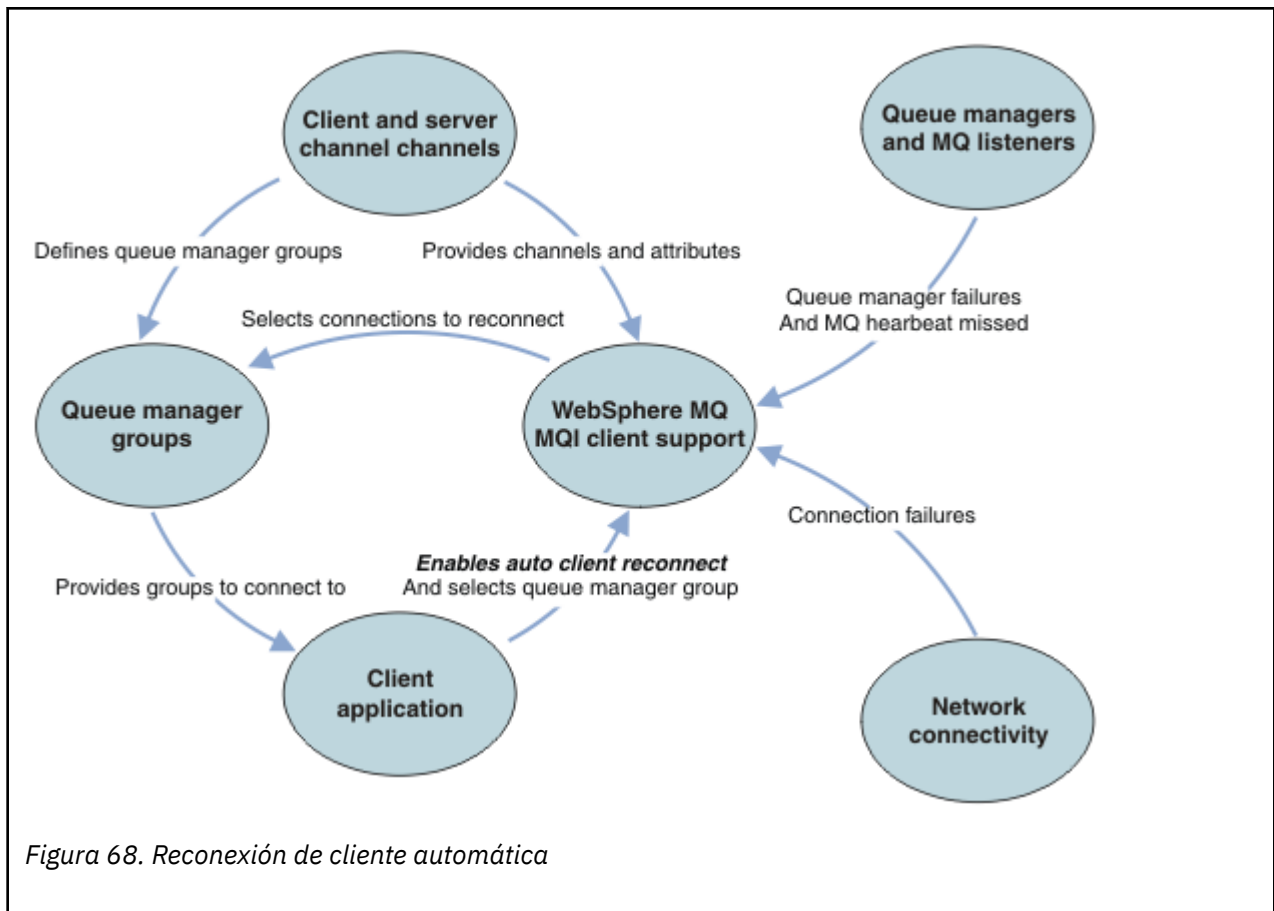 Client and server
channel channels
Queue managers
and MQ listeners
Defines queue manager groups
Provides channels and attributes
Queue manager failures
And MQ hearbeat missed
Selects connections to reconnect
Queue manager
groups
WebSphere MQ
MQI client support
Connection failures
Enables auto client reconnect
And selects queue manager group
Provides groups to connect to
Client
application
Network
connectivity
Figura 68. Reconexión de cliente automática